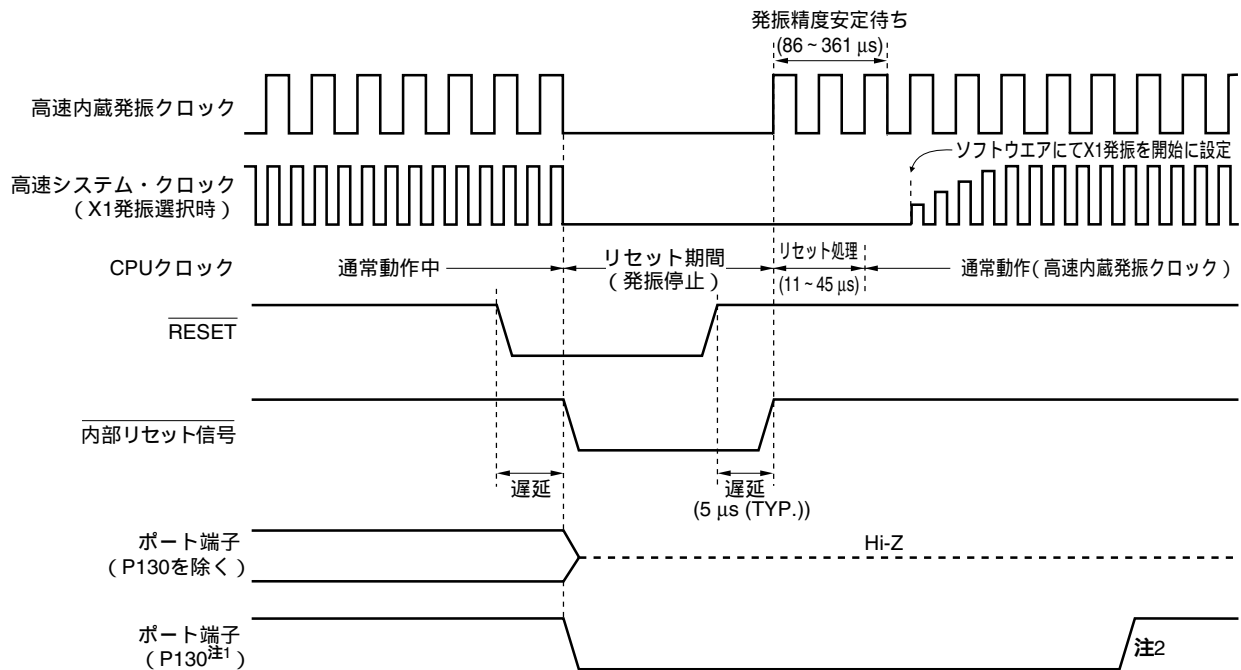 発振精度安定待ち
(86~361 μs)
高速内蔵発振クロック
ソフトウエアにてX1発振を開始に設定
高速システム・クロック
(X1発振選択時)
CPUクロック
通常動作中
リセット期間
(発振停止)
リセット処理
(11~45 μs)
通常動作(高速内蔵発振クロック)
RESET
内部リセット信号
遅延
遅延
(5 μs (TYP.))
ポート端子
(P130を除く)
Hi-Z
ポート端子
(P130注1)
注2